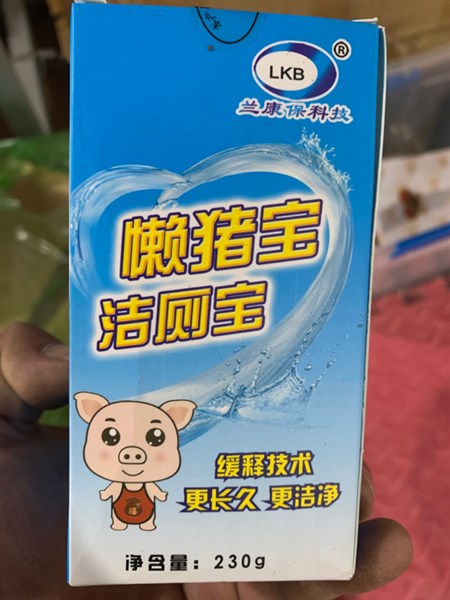 LKB
®
兰康保科技
懒猪宝
洁厕宝
缓释技术
更长久 更洁净
福
净含量：230g